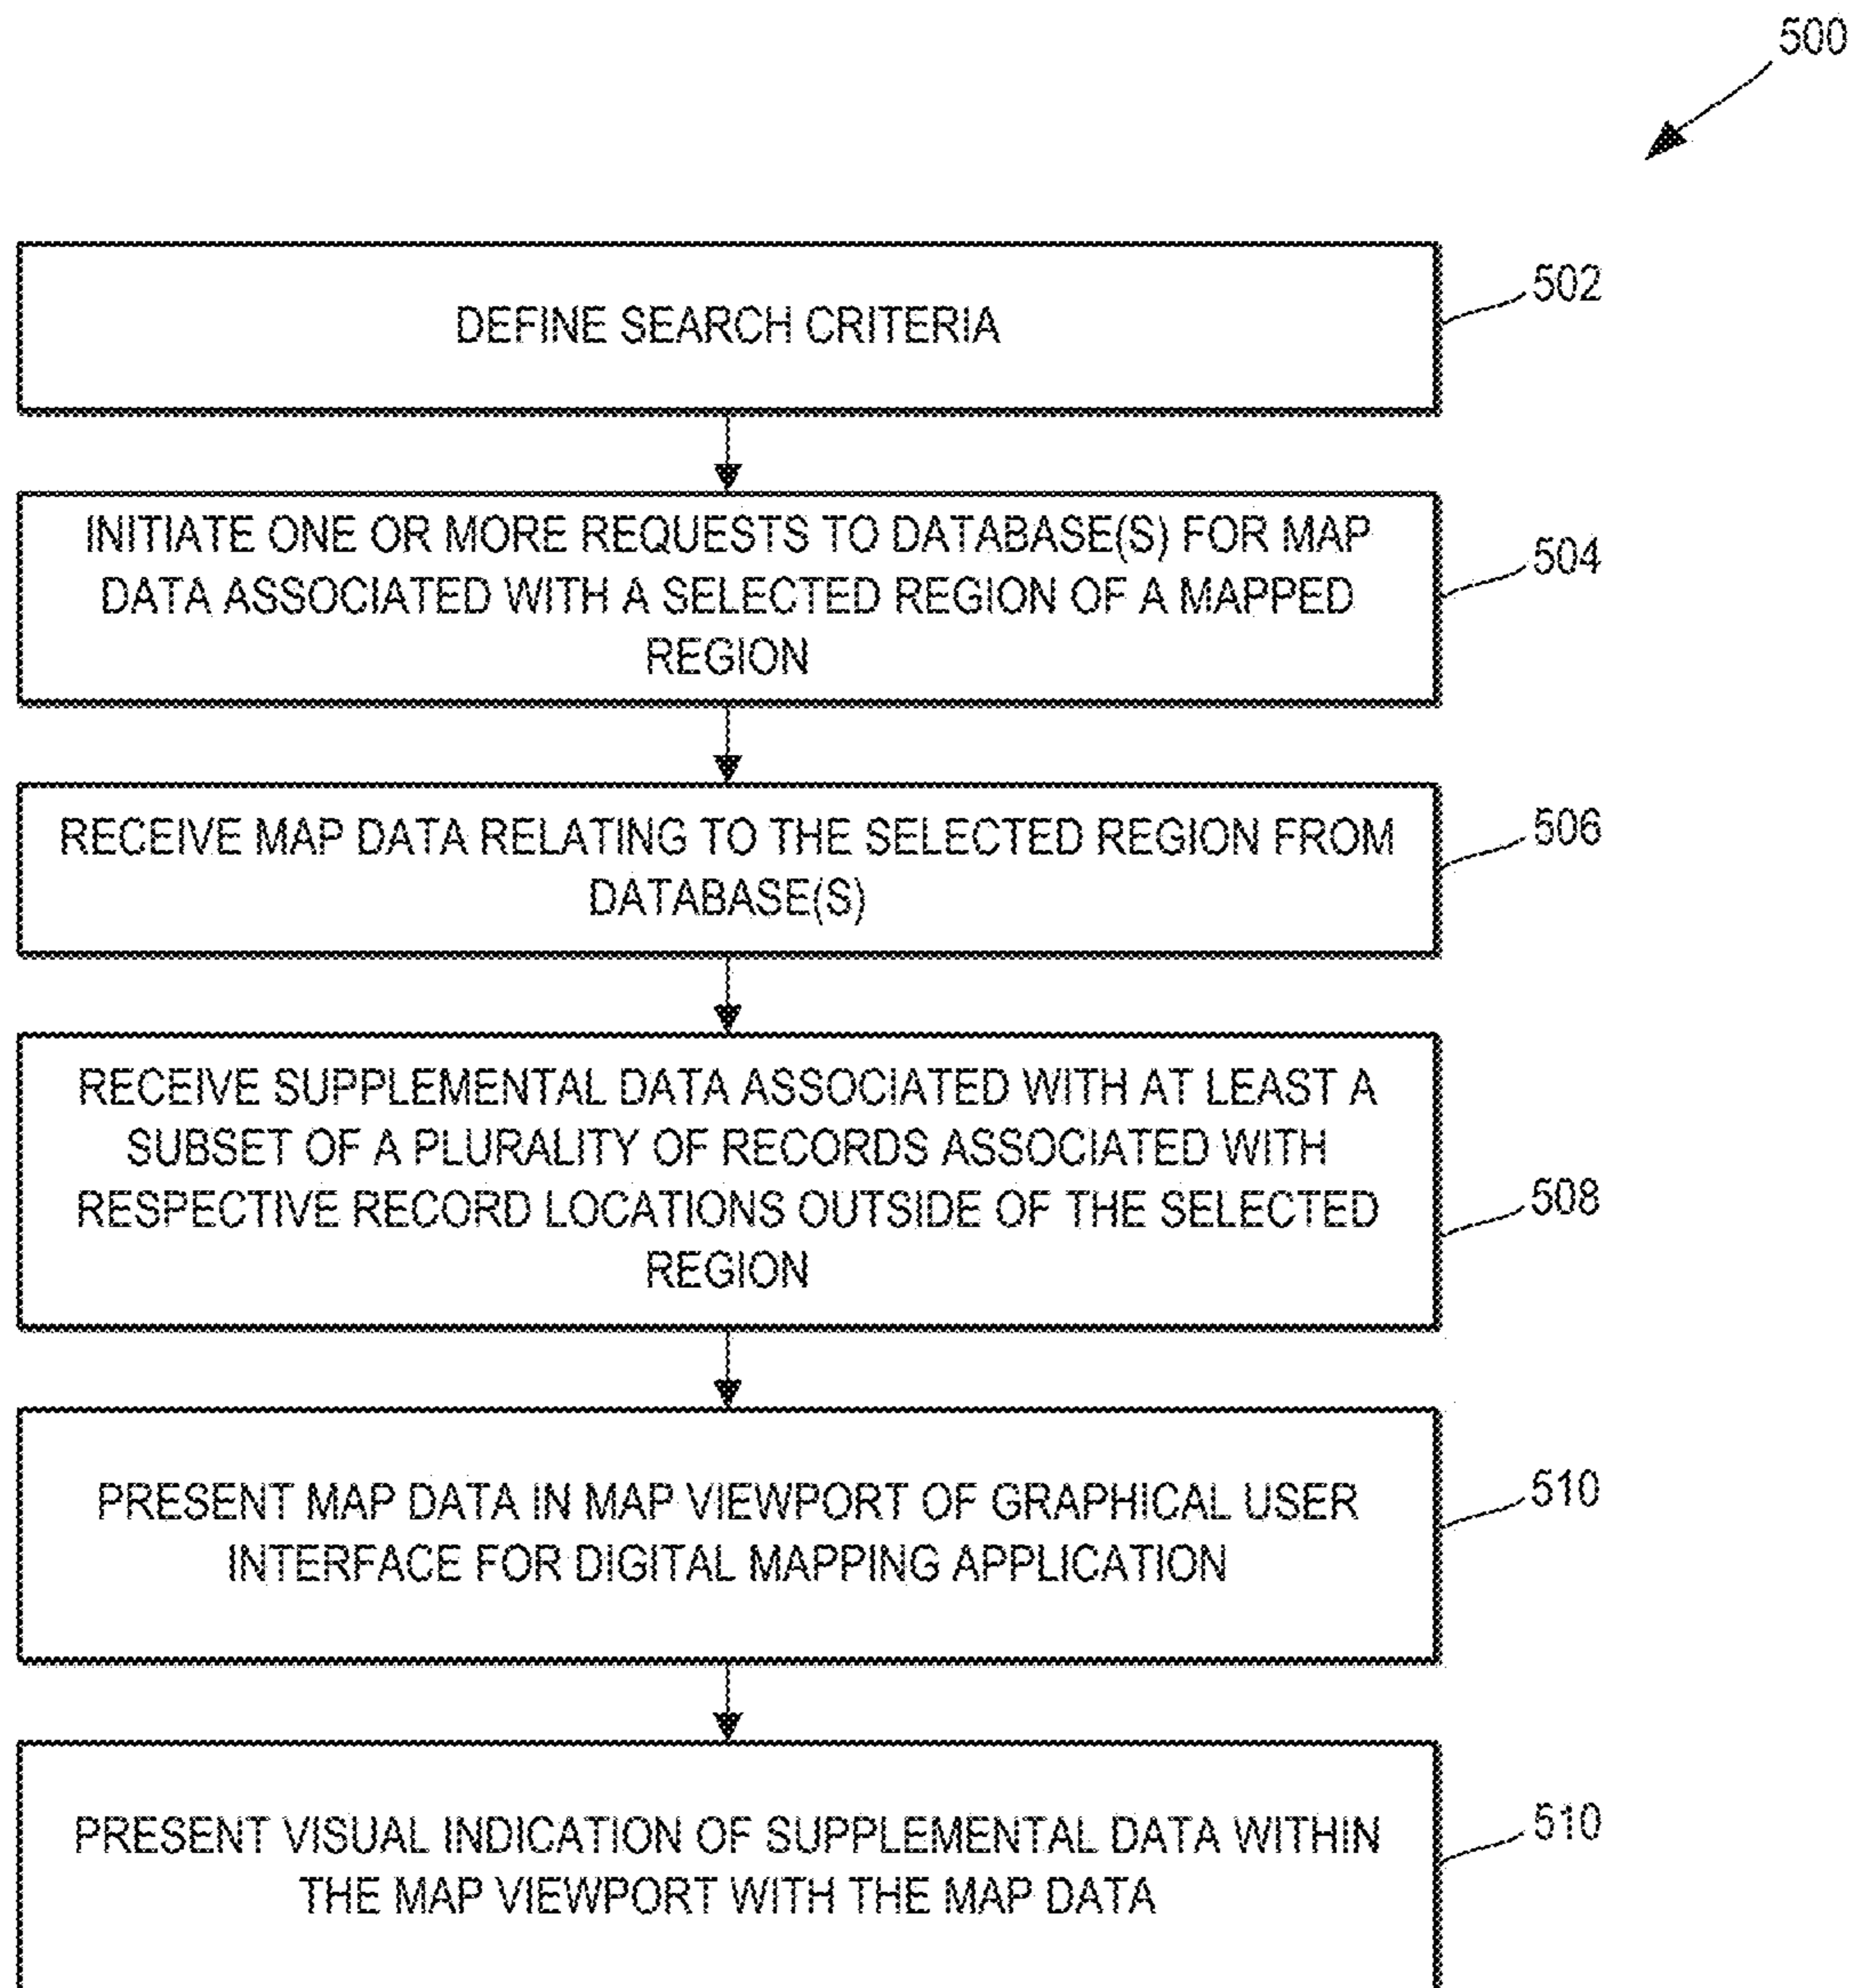 500
DEFINE SEARCH CRITERIA
502
INITIATE ONE OR MORE REQUESTS TO DATABASE(S) FOR MAP
DATA ASSOCIATED WITH A SELECTED REGION OF A MAPPED
REGION
504
RECEIVE MAP DATA RELATING TO THE SELECTED REGION FROM
DATABASE(S)
506
RECEIVE SUPPLEMENTAL DATA ASSOCIATED WITH AT LEAST A
SUBSET OF A PLURALITY OF RECORDS ASSOCIATED WITH
RESPECTIVE RECORD LOCATIONS OUTSIDE OF THE SELECTED
REGION
508
PRESENT MAP DATA IN MAP VIEWPORT OF GRAPHICAL USER
INTERFACE FOR DIGITAL MAPPING APPLICATION
510
PRESENT VISUAL INDICATION OF SUPPLEMENTAL DATA WITHIN
THE MAP VIEWPORT WITH THE MAP DATA
510